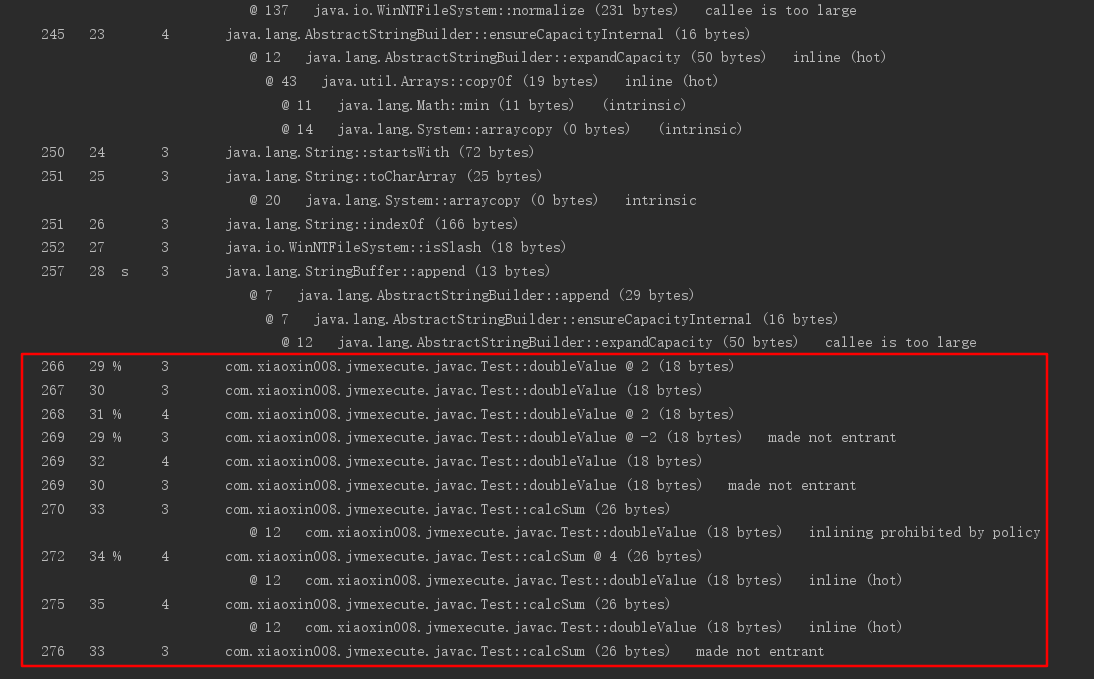 @ 137   java.io.WinNTFileSystem::normalize (231 bytes)   callee is too large
245   23       4       java.lang.AbstractStringBuilder::ensureCapacityInternal (16 bytes)
@ 12   java.lang.AbstractStringBuilder::expandCapacity (50 bytes)   inline (hot)
@ 43   java.util.Arrays::copyOf (19 bytes)   inline (hot)
@ 11   java.lang.Math::min (11 bytes)   (intrinsic)
@ 14   java.lang.System::arraycopy (0 bytes)   (intrinsic)
250   24       3       java.lang.String::startsWith (72 bytes)
251   25       3       java.lang.String::toCharArray (25 bytes)
@ 20   java.lang.System::arraycopy (0 bytes)   intrinsic
251   26       3       java.lang.String::indexOf (166 bytes)
252   27       3       java.io.WinNTFileSystem::isSlash (18 bytes)
257   28  s    3       java.lang.StringBuffer::append (13 bytes)
@ 7   java.lang.AbstractStringBuilder::append (29 bytes)
@ 7   java.lang.AbstractStringBuilder::ensureCapacityInternal (16 bytes)
@ 12   java.lang.AbstractStringBuilder::expandCapacity (50 bytes)   callee is too large
266   29 %     3       com.xiaoxin008.jvmexecute.javac.Test::doubleValue @ 2 (18 bytes)
267   30       3       com.xiaoxin008.jvmexecute.javac.Test::doubleValue (18 bytes)
268   31 %     4       com.xiaoxin008.jvmexecute.javac.Test::doubleValue @ 2 (18 bytes)
269   29 %     3       com.xiaoxin008.jvmexecute.javac.Test::doubleValue @ -2 (18 bytes)   made not entrant
269   32       4       com.xiaoxin008.jvmexecute.javac.Test::doubleValue (18 bytes)
269   30       3       com.xiaoxin008.jvmexecute.javac.Test::doubleValue (18 bytes)   made not entrant
270   33       3       com.xiaoxin008.jvmexecute.javac.Test::calcSum (26 bytes)
@ 12   com.xiaoxin008.jvmexecute.javac.Test::doubleValue (18 bytes)   inlining prohibited by policy
272   34 %     4       com.xiaoxin008.jvmexecute.javac.Test::calcSum @ 4 (26 bytes)
@ 12   com.xiaoxin008.jvmexecute.javac.Test::doubleValue (18 bytes)   inline (hot)
275   35       4       com.xiaoxin008.jvmexecute.javac.Test::calcSum (26 bytes)
@ 12   com.xiaoxin008.jvmexecute.javac.Test::doubleValue (18 bytes)   inline (hot)
276   33       3       com.xiaoxin008.jvmexecute.javac.Test::calcSum (26 bytes)   made not entrant